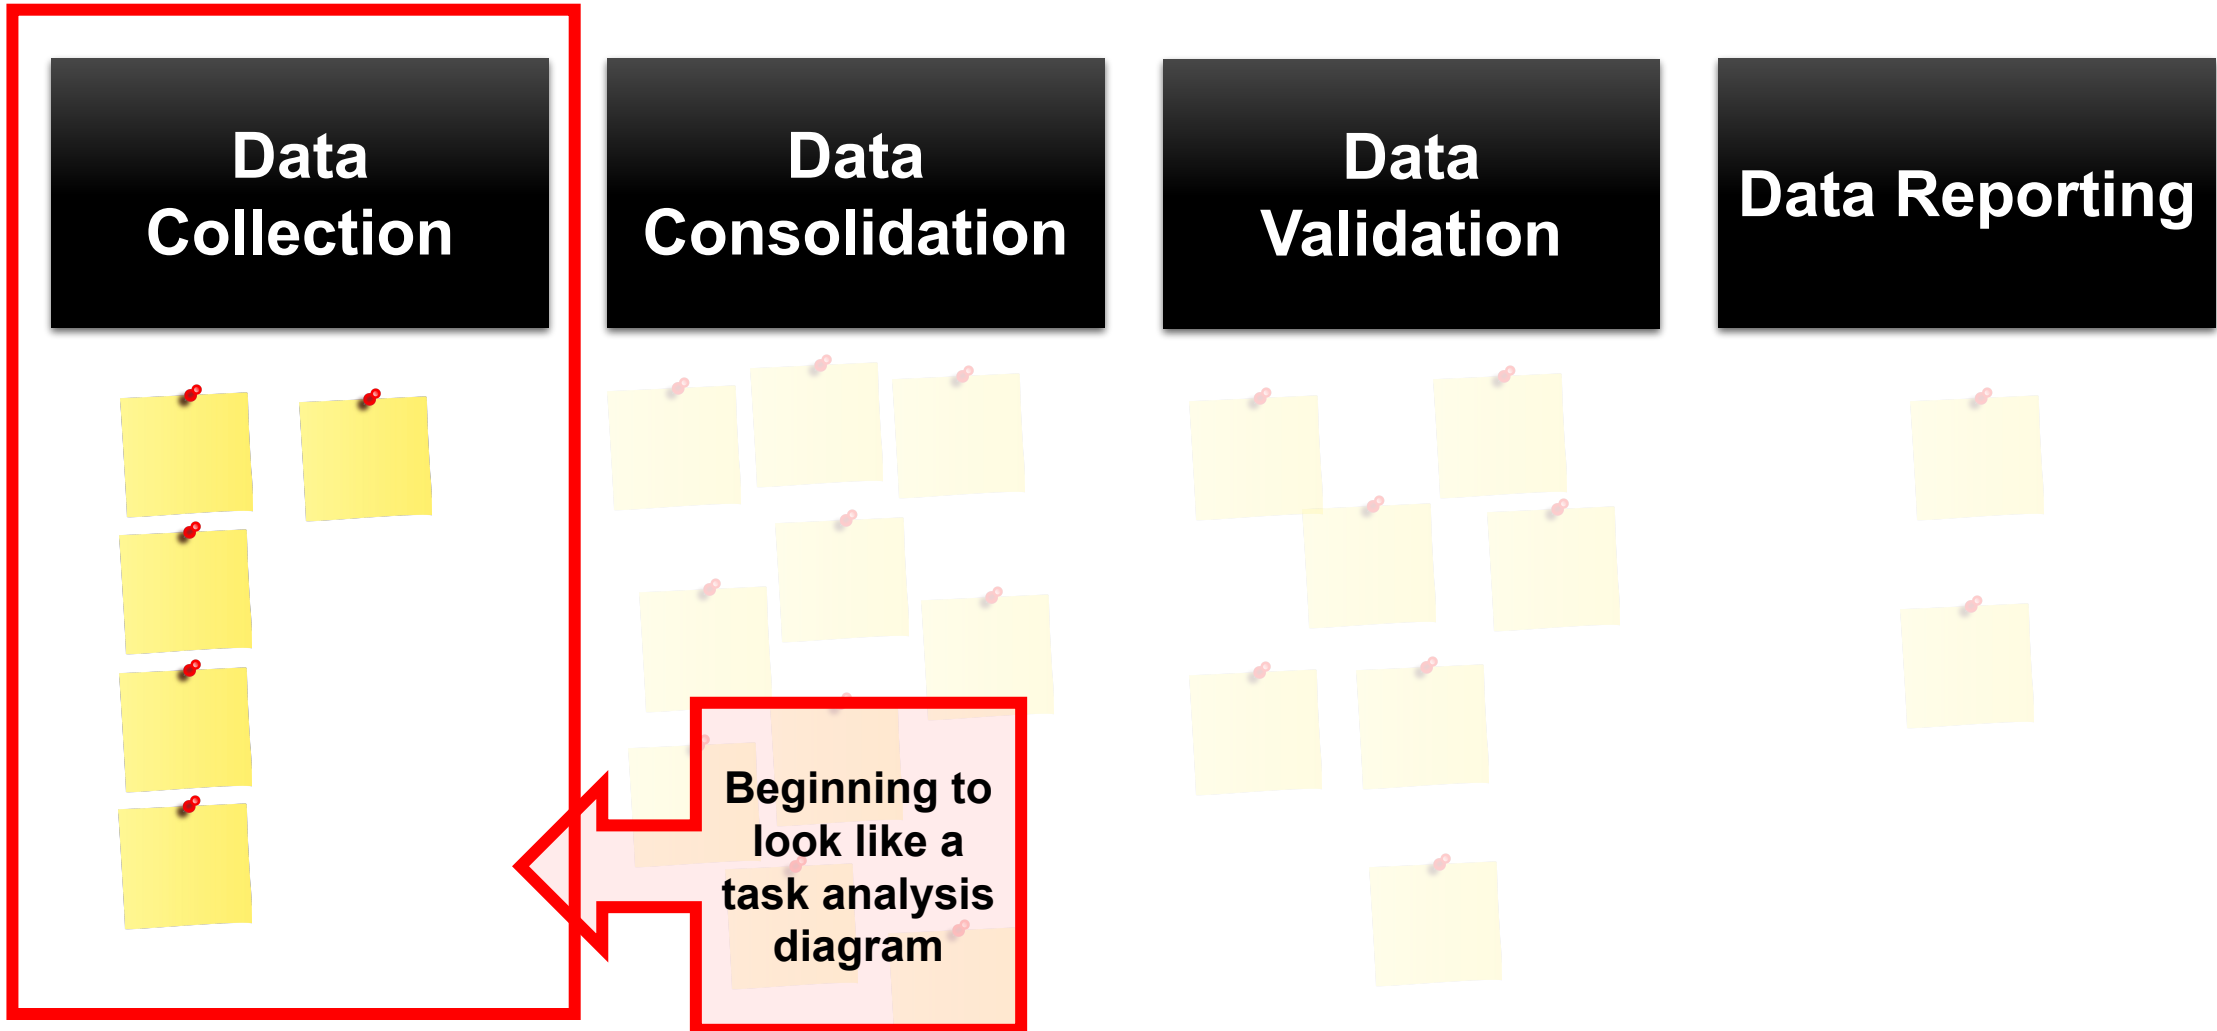 Data
Collection
Data
Consolidation
Data
Validation
Data Reporting
Beginning to
look like a
task analysis
diagram